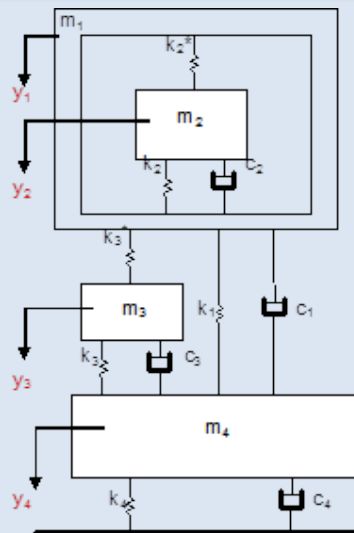 m₁
k₂*
y₁
m₂
y₂
k₂
c₂
k₃*
m₃
k₁
c₁
k₃
c₃
y₃
m₄
y₄
k₄
c₄